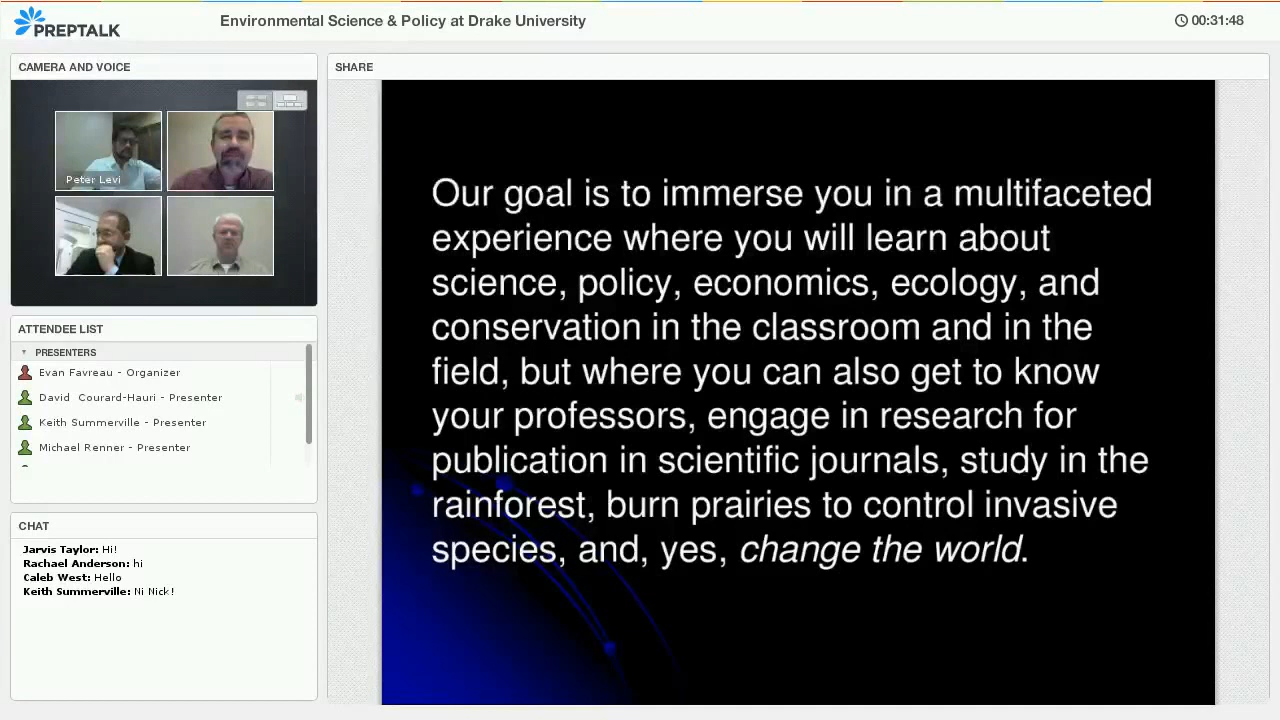 PREPTALK
Environmental Science & Policy at Drake University
00:31:48
CAMERA AND VOICE
Peter Levi
ATTENDEE LIST
PRESENTERS
Evan Favreau - Organizer
David Courard-Hauri - Presenter
Keith Summerville - Presenter
Michael Renner - Presenter
CHAT
Jarvis Taylor: Hi!
Rachael Anderson: hi
Caleb West: Hello
Keith Summerville: Ni Nick!
SHARE
Our goal is to immerse you in a multifaceted
experience where you will learn about
science, policy, economics, ecology, and
conservation in the classroom and in the
field, but where you can also get to know
your professors, engage in research for
publication in scientific journals, study in the
rainforest, burn prairies to control invasive
species, and, yes, change the world.